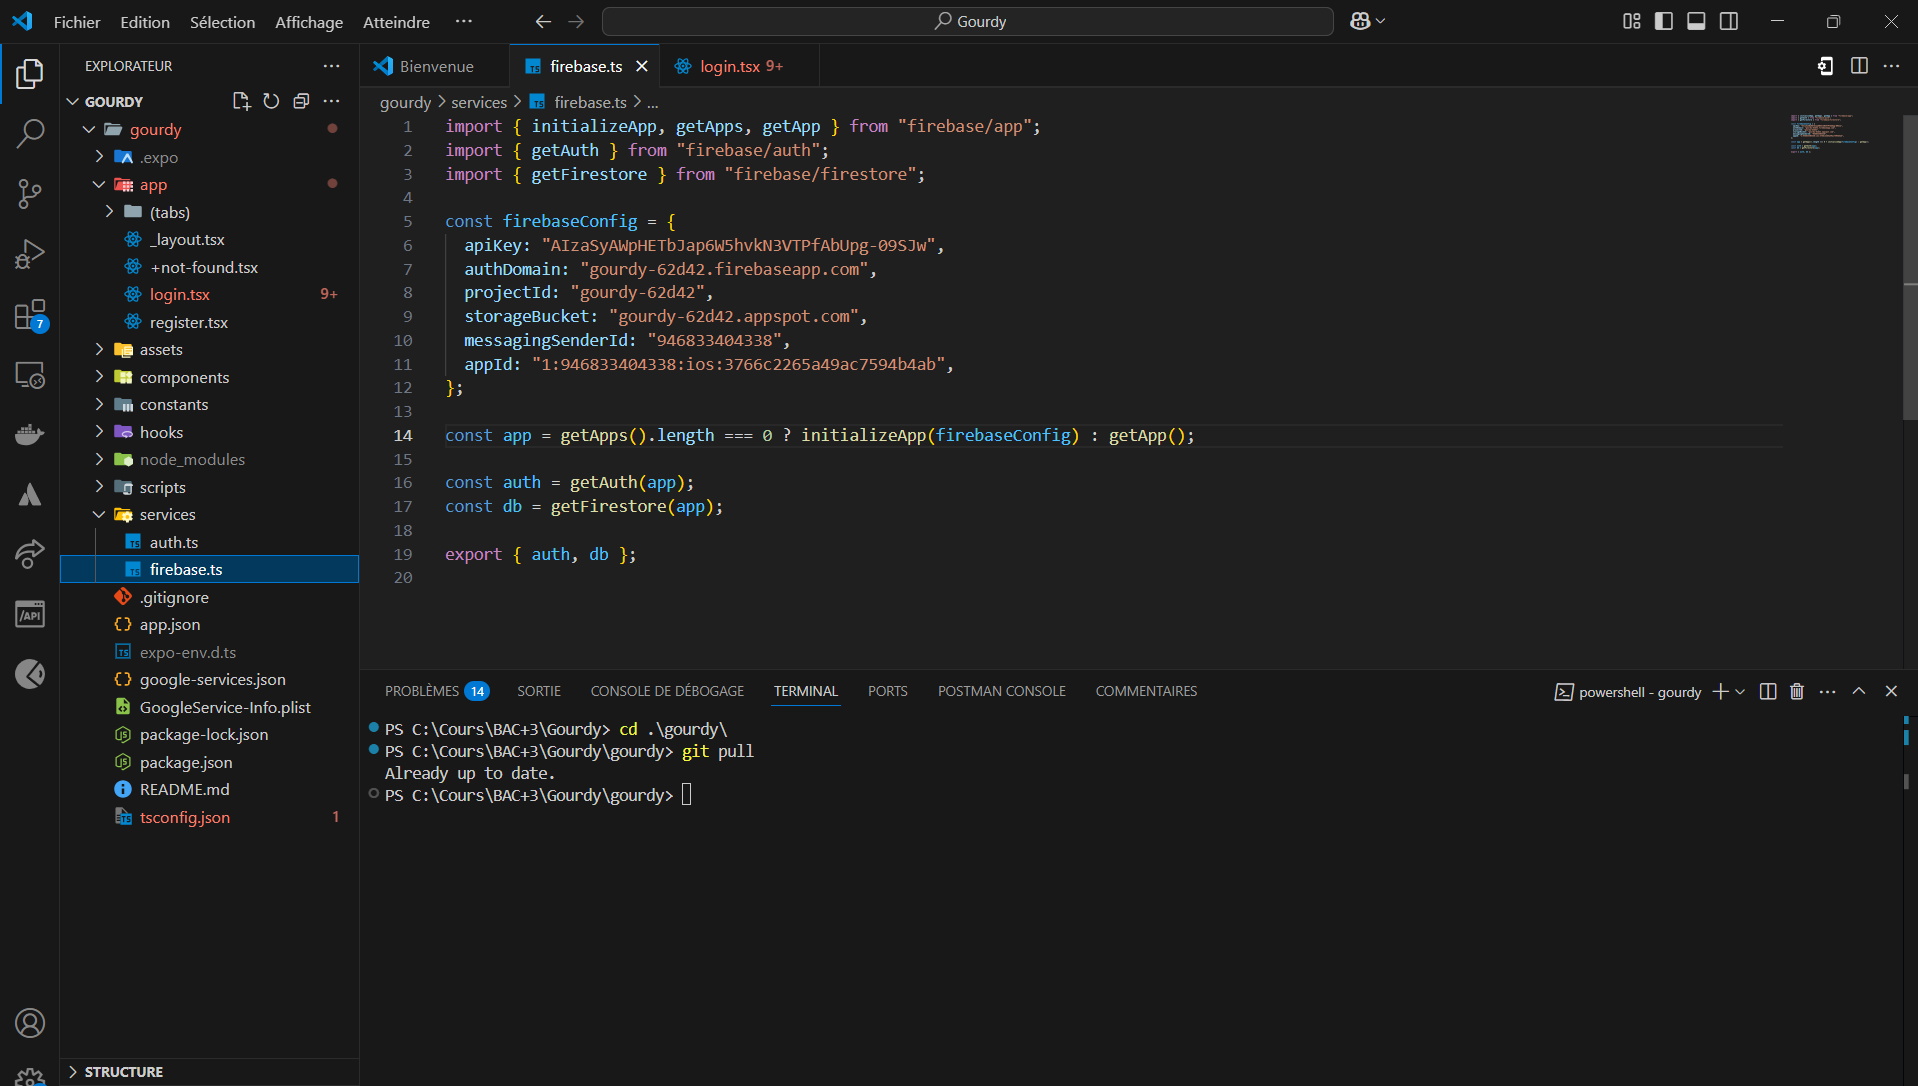 Fichier Edition Sélection Affichage Atteindre ··· Gourdy
EXPLORATEUR ···
GOURDY ···
gourdy
.expo
app
(tabs)
_layout.tsx
+not-found.tsx
login.tsx 9+
register.tsx
assets
components
constants
hooks
node_modules
scripts
services
auth.ts
firebase.ts
.gitignore
app.json
expo-env.d.ts
google-services.json
GoogleService-Info.plist
package-lock.json
package.json
README.md
tsconfig.json 1
STRUCTURE
7
/API
Bienvenue firebase.ts login.tsx 9+
gourdy > services > TS firebase.ts > ...
1 import { initializeApp, getApps, getApp } from "firebase/app";
2 import { getAuth } from "firebase/auth";
3 import { getFirestore } from "firebase/firestore";
4
5 const firebaseConfig = {
6 apiKey: "AIzaSyAWpHETbJap6W5hvkN3VTPfAbUpg-09SJw",
7 authDomain: "gourdy-62d42.firebaseapp.com",
8 projectId: "gourdy-62d42",
9 storageBucket: "gourdy-62d42.appspot.com",
10 messagingSenderId: "946833404338",
11 appId: "1:946833404338:ios:3766c2265a49ac7594b4ab",
12 };
13
14 const app = getApps().length === 0 ? initializeApp(firebaseConfig) : getApp();
15
16 const auth = getAuth(app);
17 const db = getFirestore(app);
18
19 export { auth, db };
20
PROBLÈMES 14 SORTIE CONSOLE DE DÉBOGAGE TERMINAL PORTS POSTMAN CONSOLE COMMENTAIRES powershell - gourdy
PS C:\Cours\BAC+3\Gourdy> cd .\gourdy\
PS C:\Cours\BAC+3\Gourdy\gourdy> git pull
Already up to date.
PS C:\Cours\BAC+3\Gourdy\gourdy>